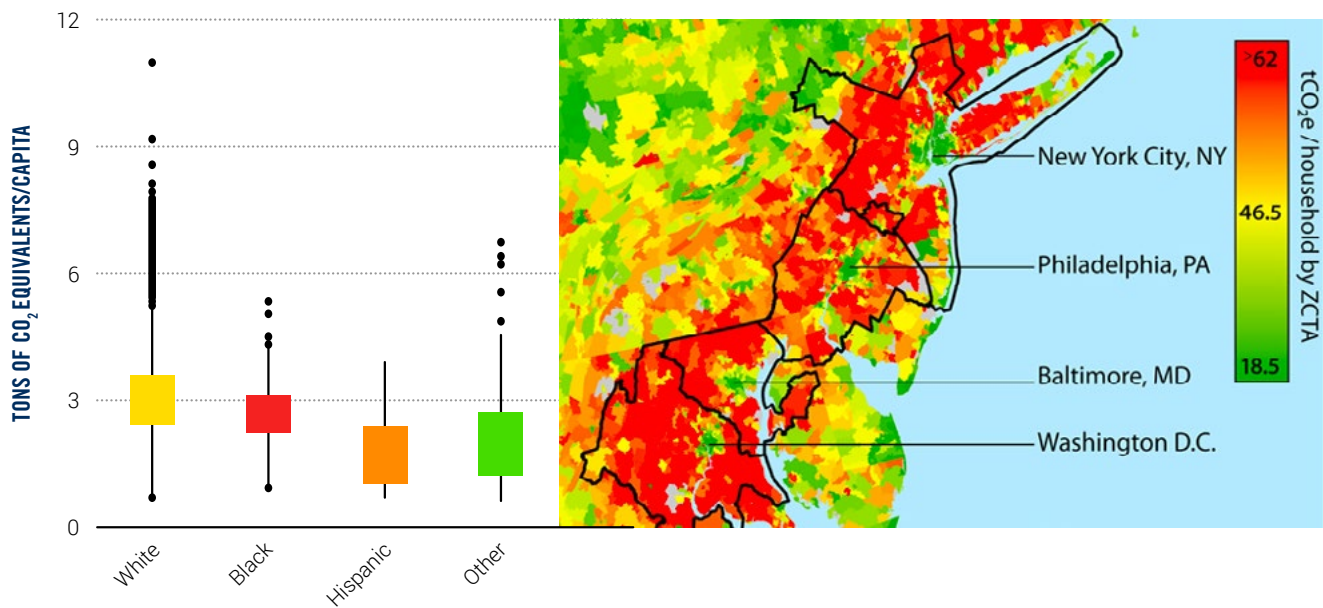 TONS OF CO₂ EQUIVALENTS/CAPITA
12
9
6
3
0
White
Black
Hispanic
Other
New York City, NY
Philadelphia, PA
Baltimore, MD
Washington D.C.
>62
46.5
18.5
tCO₂e / household by ZCTA